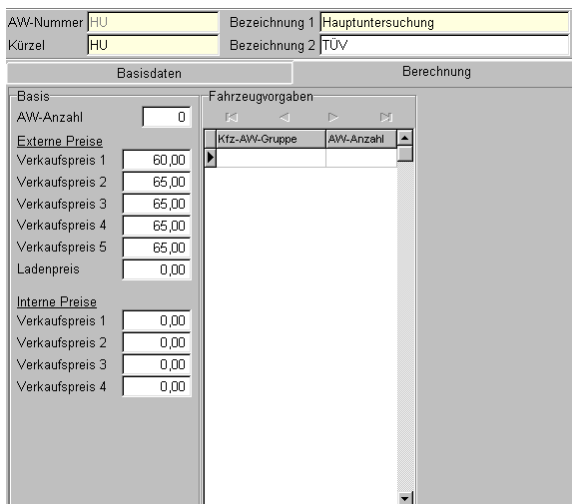 AW-Nummer HU Bezeichnung 1 Hauptuntersuchung
Kürzel HU Bezeichnung 2 TÜV
Basisdaten Berechnung
Basis Fahrzeugvorgaben
AW-Anzahl 0
Kfz-AW-Gruppe AW-Anzahl
Externe Preise
Verkaufspreis 1 60,00
Verkaufspreis 2 65,00
Verkaufspreis 3 65,00
Verkaufspreis 4 65,00
Verkaufspreis 5 65,00
Ladenpreis 0,00
Interne Preise
Verkaufspreis 1 0,00
Verkaufspreis 2 0,00
Verkaufspreis 3 0,00
Verkaufspreis 4 0,00